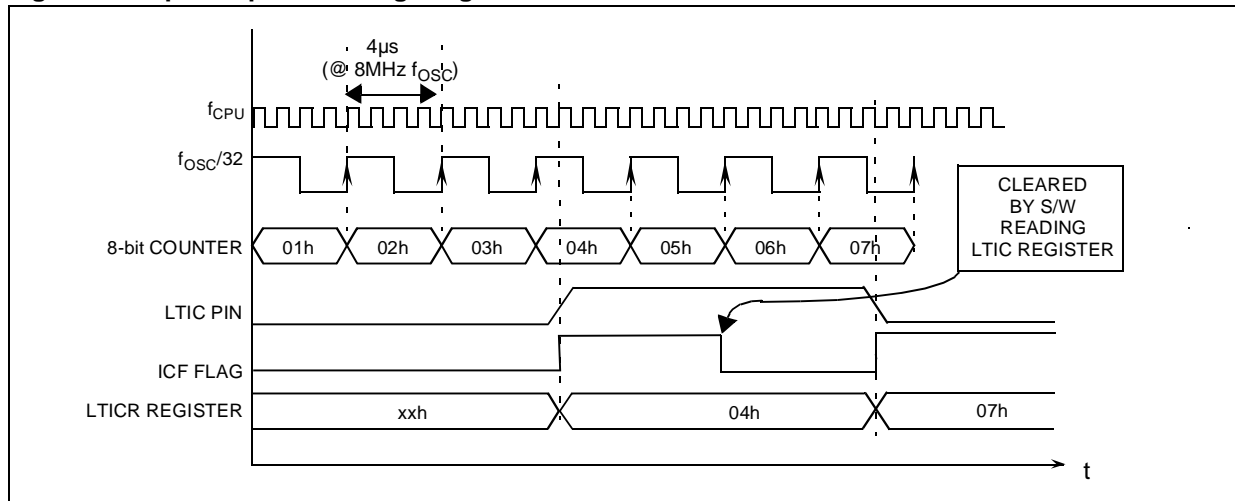 4µs
(@ 8MHz fOSC)
fCPU
fOSC/32
CLEARED
BY S/W
READING
LTIC REGISTER
8-bit COUNTER
01h
02h
03h
04h
05h
06h
07h
LTIC PIN
ICF FLAG
LTICR REGISTER
xxh
04h
07h
t